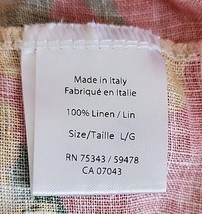 Made in Italy
Fabriqué en Italie
100% Linen / Lin
Size/Taille L/G
RN 75343 / 59478
CA 07043